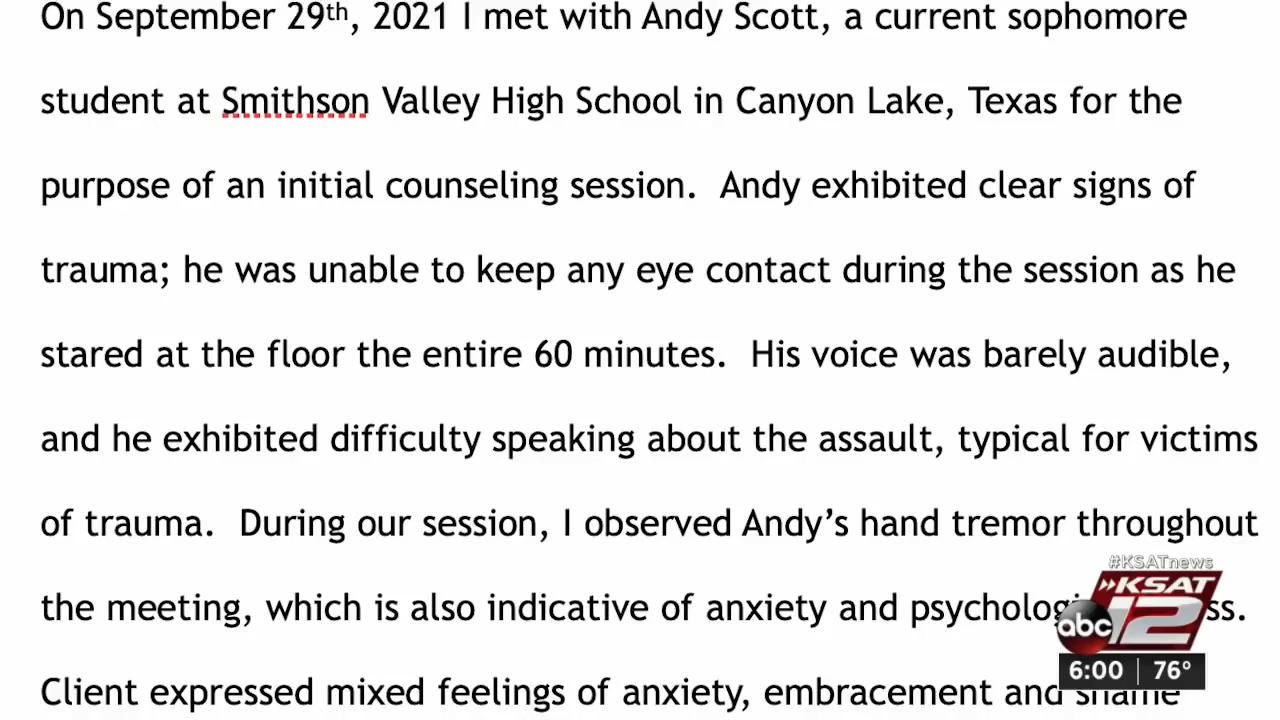 On September 29th, 2021 I met with Andy Scott, a current sophomore
student at Smithson Valley High School in Canyon Lake, Texas for the
purpose of an initial counseling session.  Andy exhibited clear signs of
trauma; he was unable to keep any eye contact during the session as he
stared at the floor the entire 60 minutes.  His voice was barely audible,
and he exhibited difficulty speaking about the assault, typical for victims
of trauma.  During our session, I observed Andy’s hand tremor throughout
the meeting, which is also indicative of anxiety and
Client expressed mixed feelings of anxiety, embracement and shame
#KSATnews
»KSAT
abc 12
6:00 | 76°